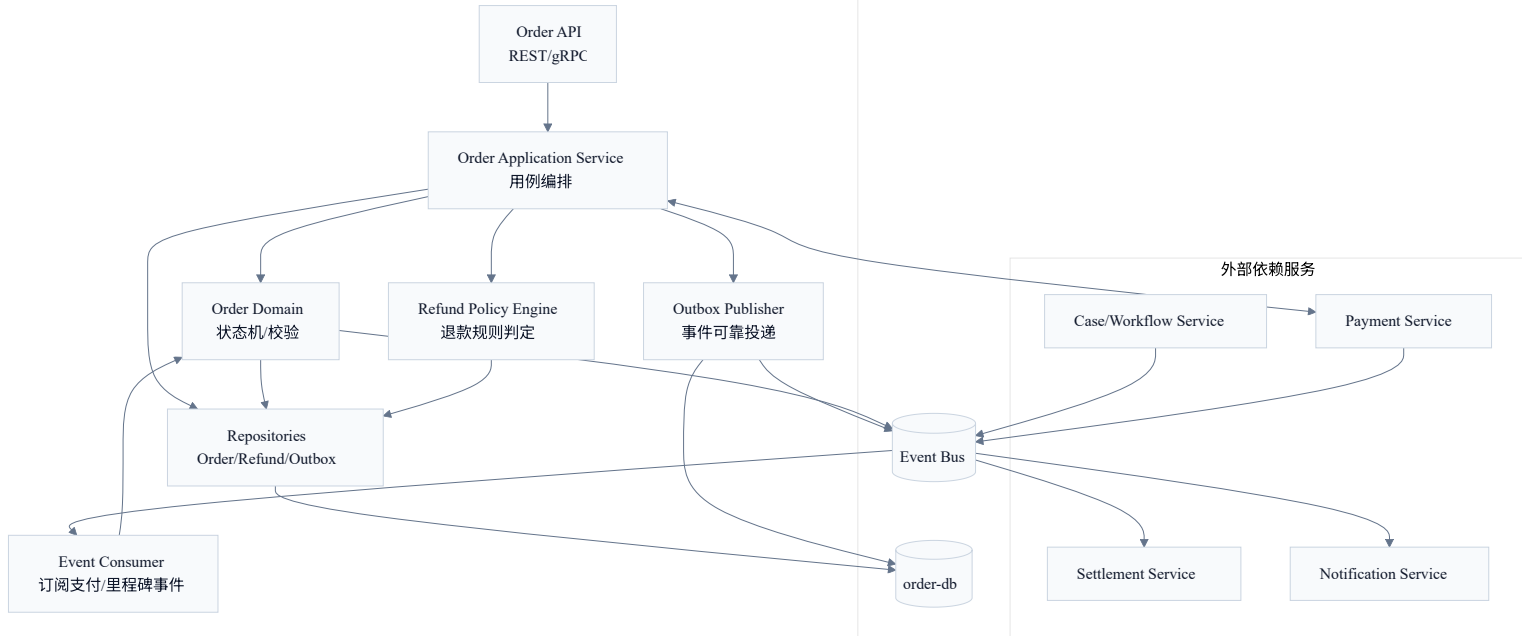 Order API
REST/gRPC
Order Application Service
用例编排
外部依赖服务
Order Domain
状态机/校验
Refund Policy Engine
退款规则判定
Outbox Publisher
事件可靠投递
Case/Workflow Service
Payment Service
Repositories
Order/Refund/Outbox
Event Bus
Event Consumer
订阅支付/里程碑事件
order-db
Settlement Service
Notification Service